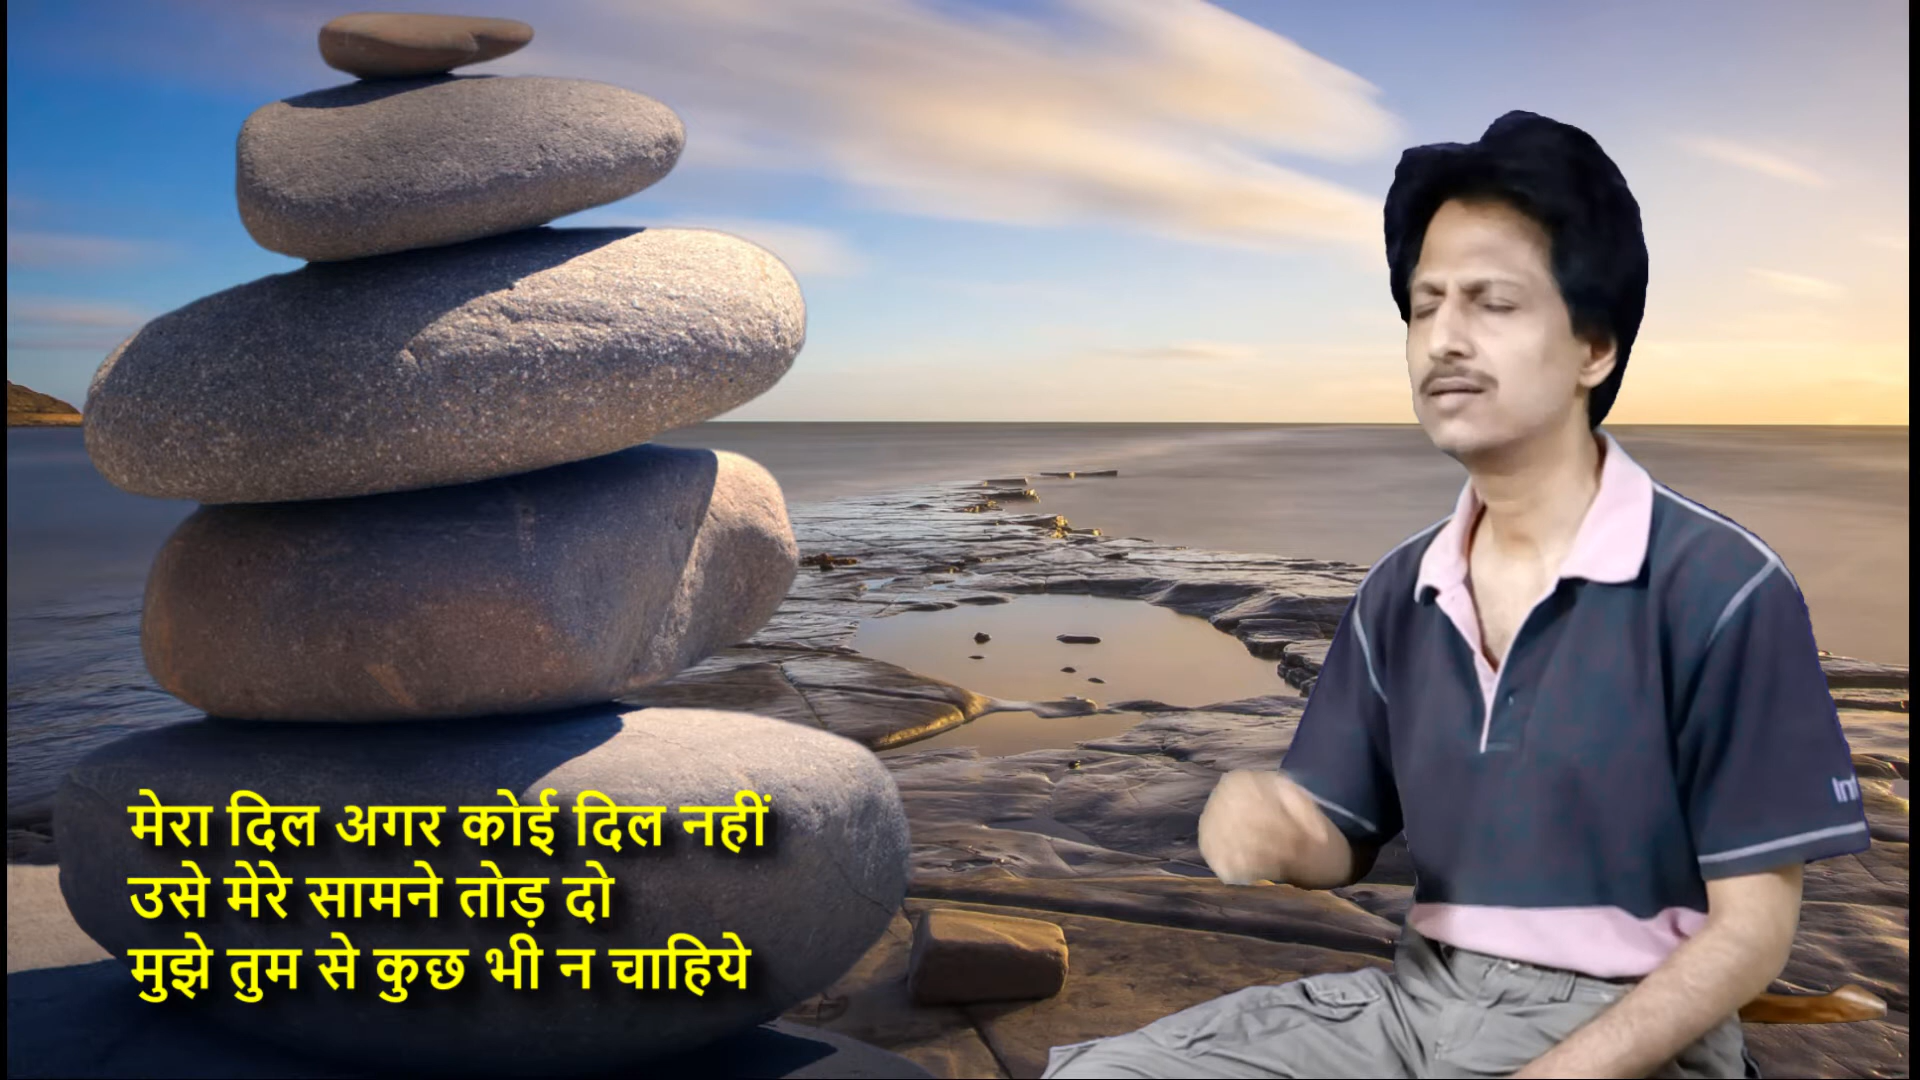 मेरा दिल अगर कोई दिल नहीं
उसे मेरे सामने तोड़ दो
मुझे तुम से कुछ भी न चाहिये